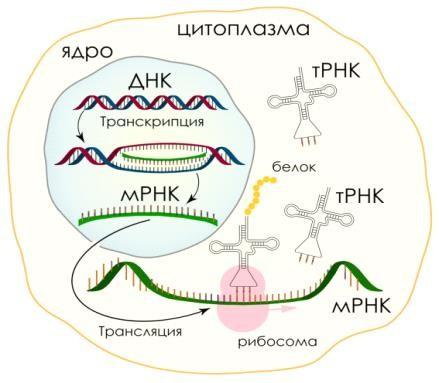 цитоплазма
ядро
ДНК
Транскрипция
мРНК
тРНК
белок
тРНК
мРНК
Трансляция
рибосома